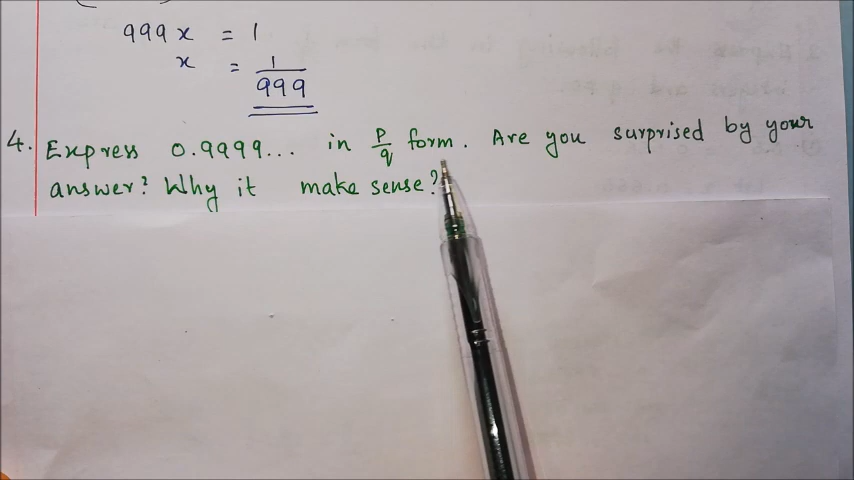 999x = 1
x = 1/999
4. Express 0.9999... in p/q form. Are you surprised by your
answer? Why it make sense?